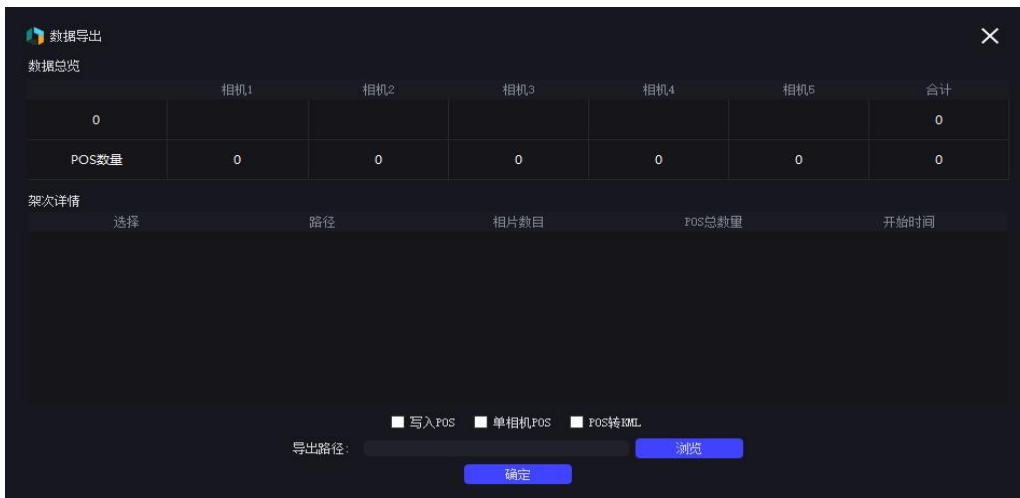 数据导出
数据总览
相机1 相机2 相机3 相机4 相机5 合计
0 0
POS数量 0 0 0 0 0 0
架次详情
选择 路径 相片数目 POS总数量 开始时间
写入POS 单相机POS POS转KML
导出路径: 浏览
确定